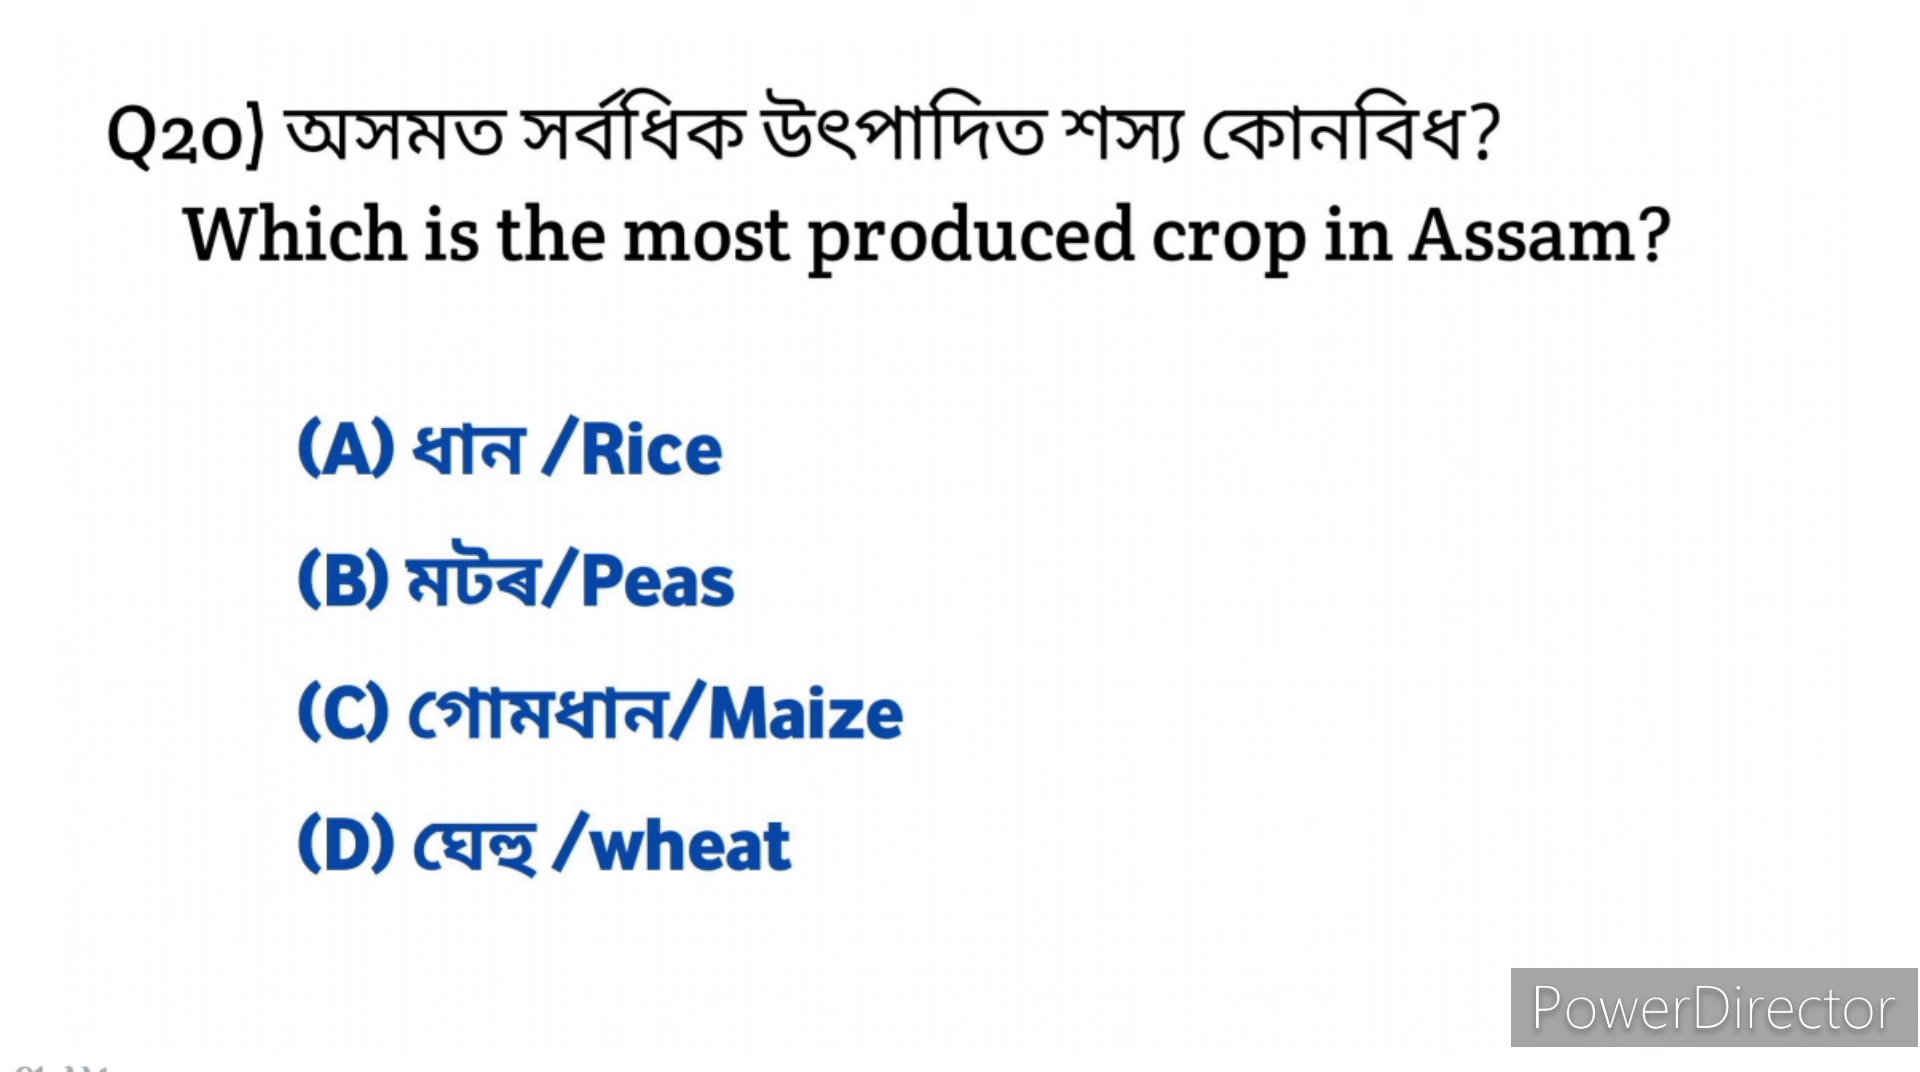 Q20) অসমত সৰ্বধিক উৎপাদিত শস্য কোনবিধ?
Which is the most produced crop in Assam?
(A) ধান /Rice
(B) মটৰ/Peas
(C) গোমধান/Maize
(D) ঘেহু /wheat
PowerDirector